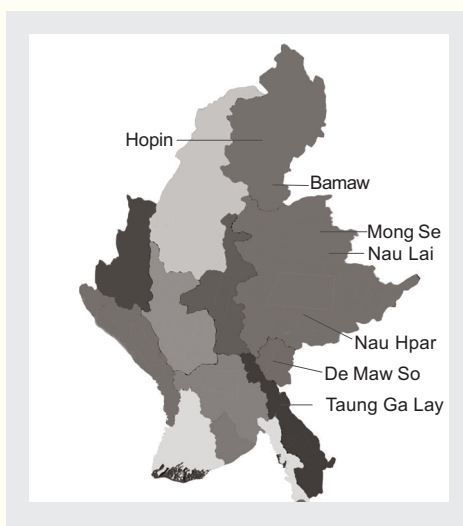 Hopin
Bamaw
Mong Se
Nau Lai
Nau Hpar
De Maw So
Taung Ga Lay